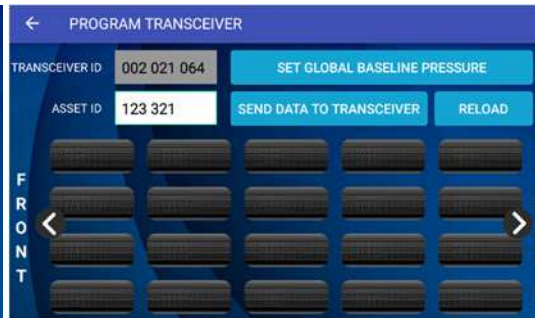 PROGRAM TRANSCEIVER
TRANSCEIVER ID 002 021 064 SET GLOBAL BASELINE PRESSURE
ASSET ID 123 321 SEND DATA TO TRANSCEIVER RELOAD
FRONT